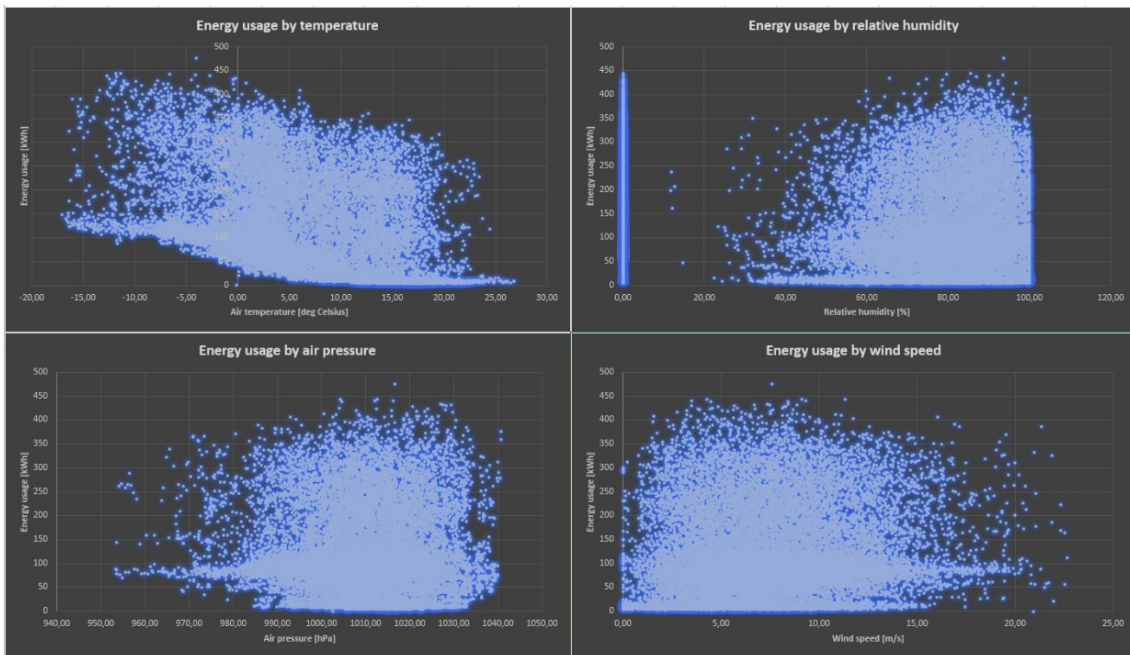 Energy usage by temperature
500
450
400
350
300
250
200
150
100
50
0
Energy usage [kWh]
-20,00 -15,00 -10,00 -5,00 0,00 5,00 10,00 15,00 20,00 25,00 30,00
Air temperature [deg Celsius]
Energy usage by relative humidity
500
450
400
350
300
250
200
150
100
50
0
Energy usage [kWh]
0,00 20,00 40,00 60,00 80,00 100,00 120,00
Relative humidity [%]
Energy usage by air pressure
500
450
400
350
300
250
200
150
100
50
0
Energy usage [kWh]
940,00 950,00 960,00 970,00 980,00 990,00 1000,00 1010,00 1020,00 1030,00 1040,00 1050,00
Air pressure [hPa]
Energy usage by wind speed
500
450
400
350
300
250
200
150
100
50
0
Energy usage [kWh]
0,00 5,00 10,00 15,00 20,00 25,00
Wind speed [m/s]